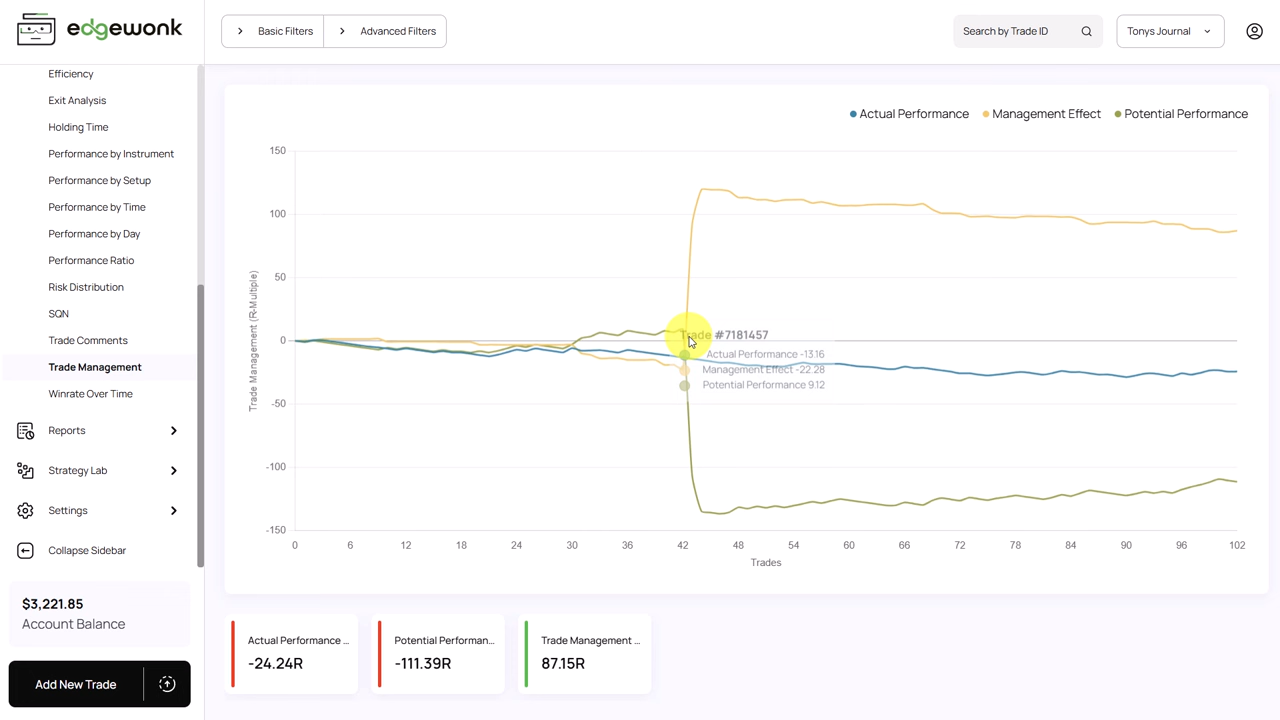 edgewonk
Basic Filters
Advanced Filters
Search by Trade ID
Tonys Journal
Efficiency
Exit Analysis
Holding Time
Performance by Instrument
Performance by Setup
Performance by Time
Performance by Day
Performance Ratio
Risk Distribution
SQN
Trade Comments
Trade Management
Winrate Over Time
Reports
Strategy Lab
Settings
Collapse Sidebar
$3,221.85
Account Balance
Add New Trade
Actual Performance
Management Effect
Potential Performance
150
100
50
0
-50
-100
-150
Trade Management (R-Multiple)
Trade #7181457
Actual Performance -13.16
Management Effect -22.28
Potential Performance 9.12
0 6 12 18 24 30 36 42 48 54 60 66 72 78 84 90 96 102
Trades
Actual Performance ...
-24.24R
Potential Performan...
-111.39R
Trade Management ...
87.15R